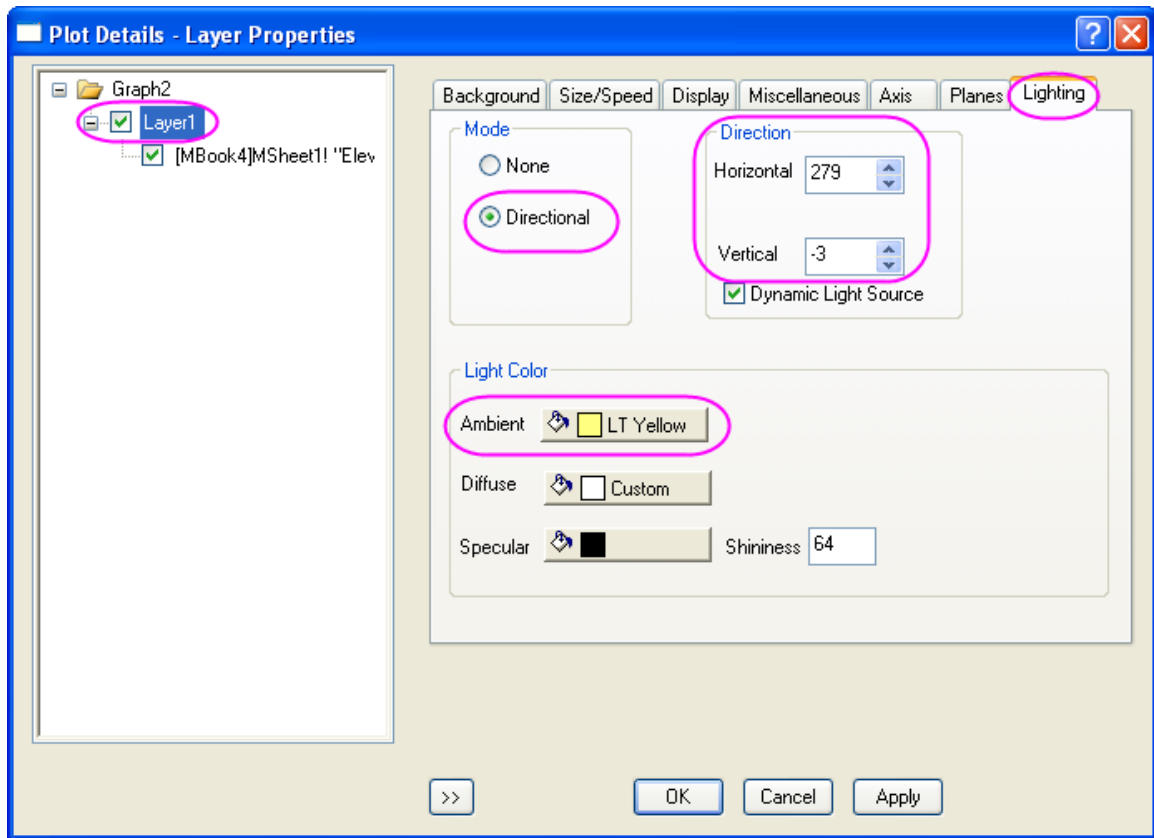 Plot Details - Layer Properties
Graph2
Layer1
[MBook4]MSheet1! "Elev
Background Size/Speed Display Miscellaneous Axis Planes Lighting
Mode
None
Directional
Direction
Horizontal 279
Vertical -3
Dynamic Light Source
Light Color
Ambient LT Yellow
Diffuse Custom
Specular Shininess 64
>> OK Cancel Apply